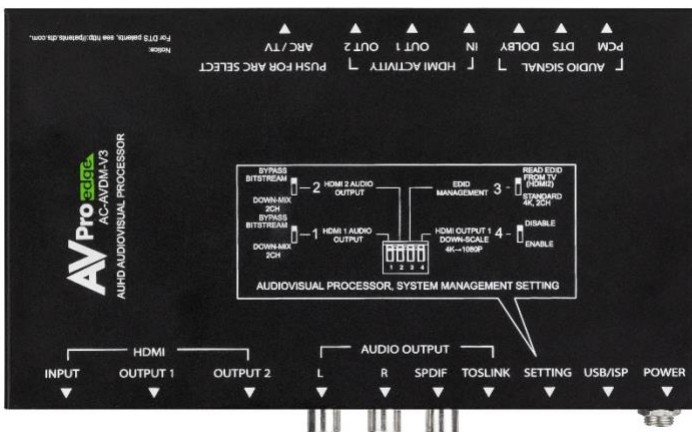 Notice:
For DTS patents, see http://patents.dts.com.
PUSH FOR ARC SELECT
ARC / TV
HDMI ACTIVITY
OUT 2 OUT 1 IN
AUDIO SIGNAL
DOLBY DTS PCM
AVPro edge
AC-AVDM-V3
AUHD AUDIOVISUAL PROCESSOR
BYPASS
BITSTREAM
DOWN-MIX
2CH
2 HDMI 2 AUDIO
OUTPUT
BYPASS
BITSTREAM
DOWN-MIX
2CH
1 HDMI 1 AUDIO
OUTPUT
EDID
MANAGEMENT 3
READ EDID
FROM TV
(HDMI2)
STANDARD
4K, 2CH
HDMI OUTPUT 1
DOWN-SCALE
4K→1080P
4
DISABLE
ENABLE
1 2 3 4
AUDIOVISUAL PROCESSOR, SYSTEM MANAGEMENT SETTING
HDMI
INPUT OUTPUT 1 OUTPUT 2
AUDIO OUTPUT
L R SPDIF TOSLINK SETTING USB/ISP POWER